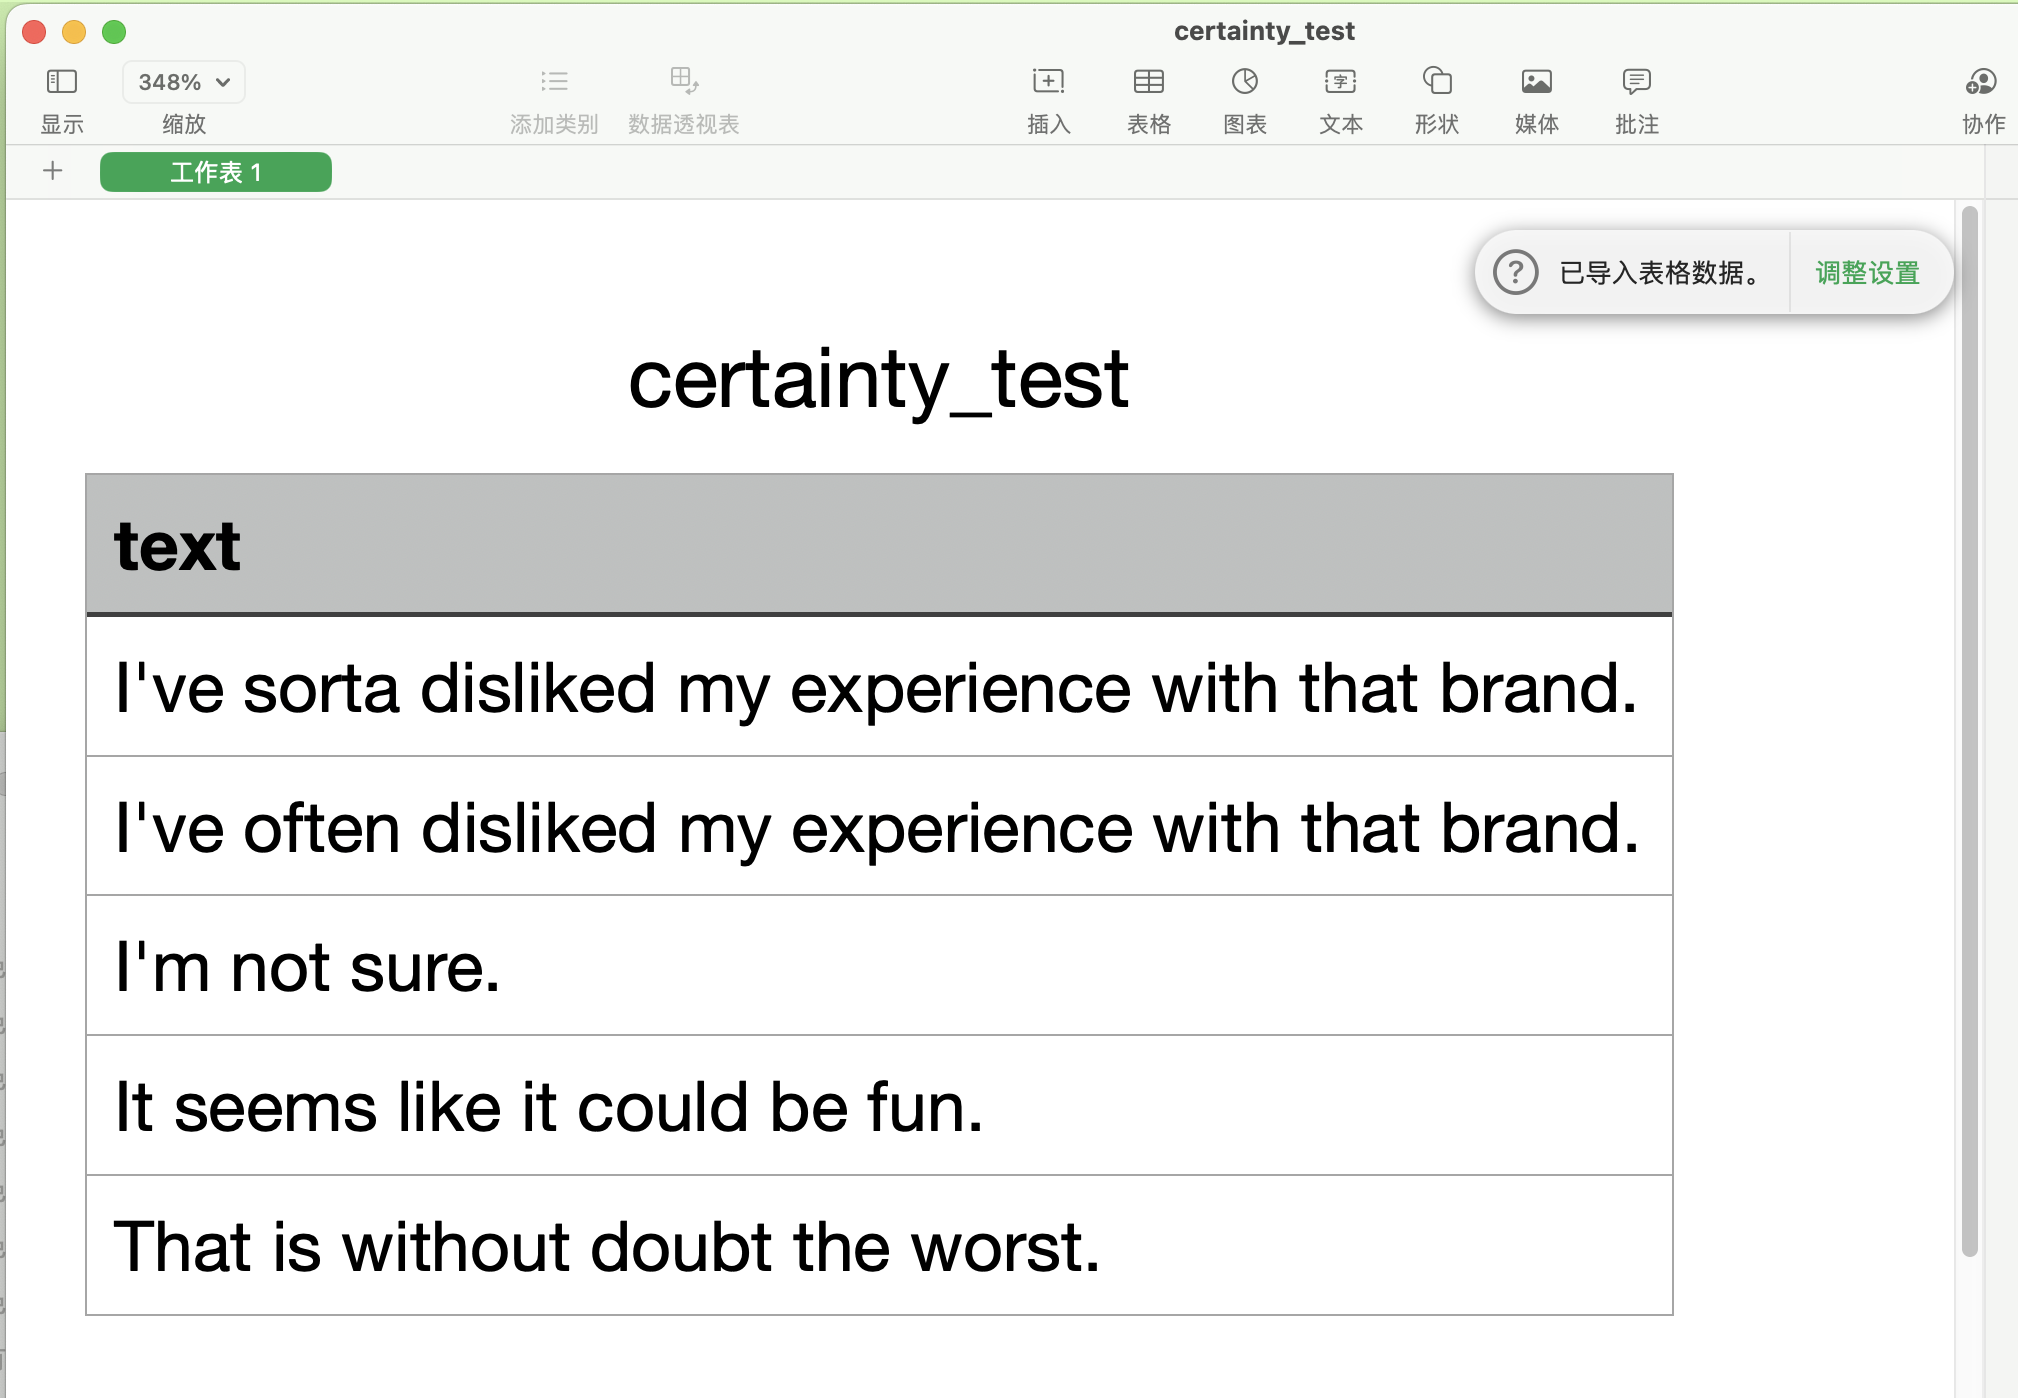 certainty_test
348%
显示
缩放
添加类别
数据透视表
插入
表格
图表
字
文本
形状
媒体
批注
协作
工作表 1
已导入表格数据。
调整设置
certainty_test
text
I've sorta disliked my experience with that brand.
I've often disliked my experience with that brand.
I'm not sure.
It seems like it could be fun.
That is without doubt the worst.